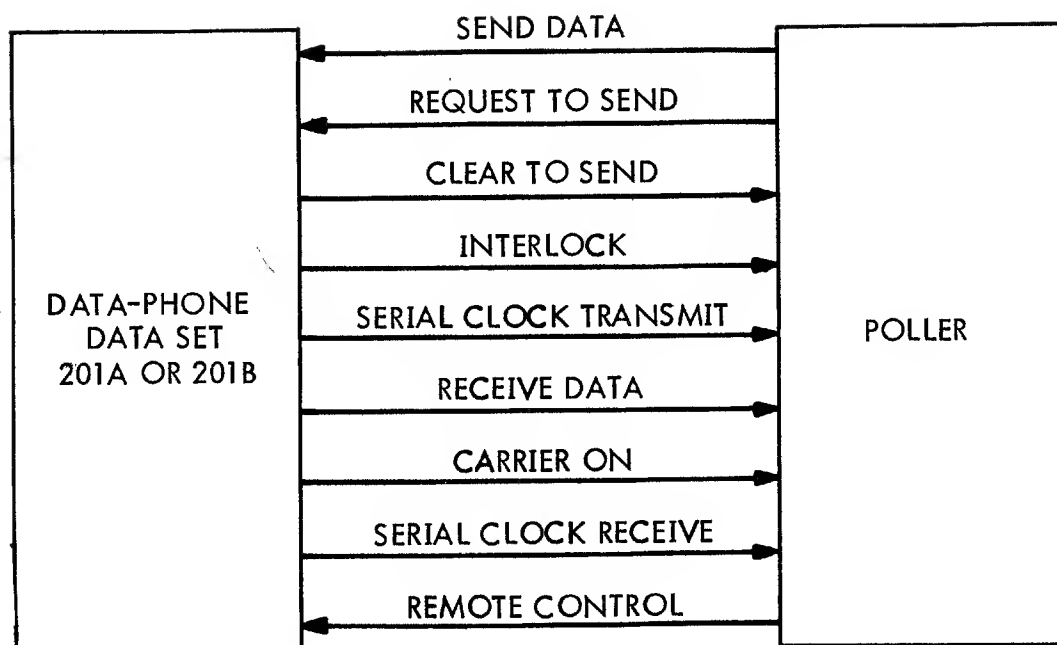 SEND DATA
REQUEST TO SEND
CLEAR TO SEND
INTERLOCK
DATA-PHONE
DATA SET
201A OR 201B
SERIAL CLOCK TRANSMIT
POLLER
RECEIVE DATA
CARRIER ON
SERIAL CLOCK RECEIVE
REMOTE CONTROL